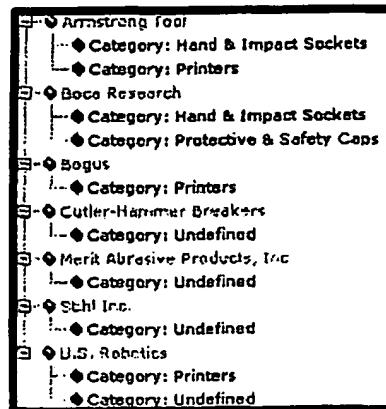 Armstrong Tool
Category: Hand & Impact Sockets
Category: Printers
Boca Research
Category: Hand & Impact Sockets
Category: Protective & Safety Caps
Bogus
Category: Printers
Cutler-Hammer Breakers
Category: Undefined
Merit Abrasive Products, Inc
Category: Undefined
Sthl Inc.
Category: Undefined
U.S. Robotics
Category: Printers
Category: Undefined